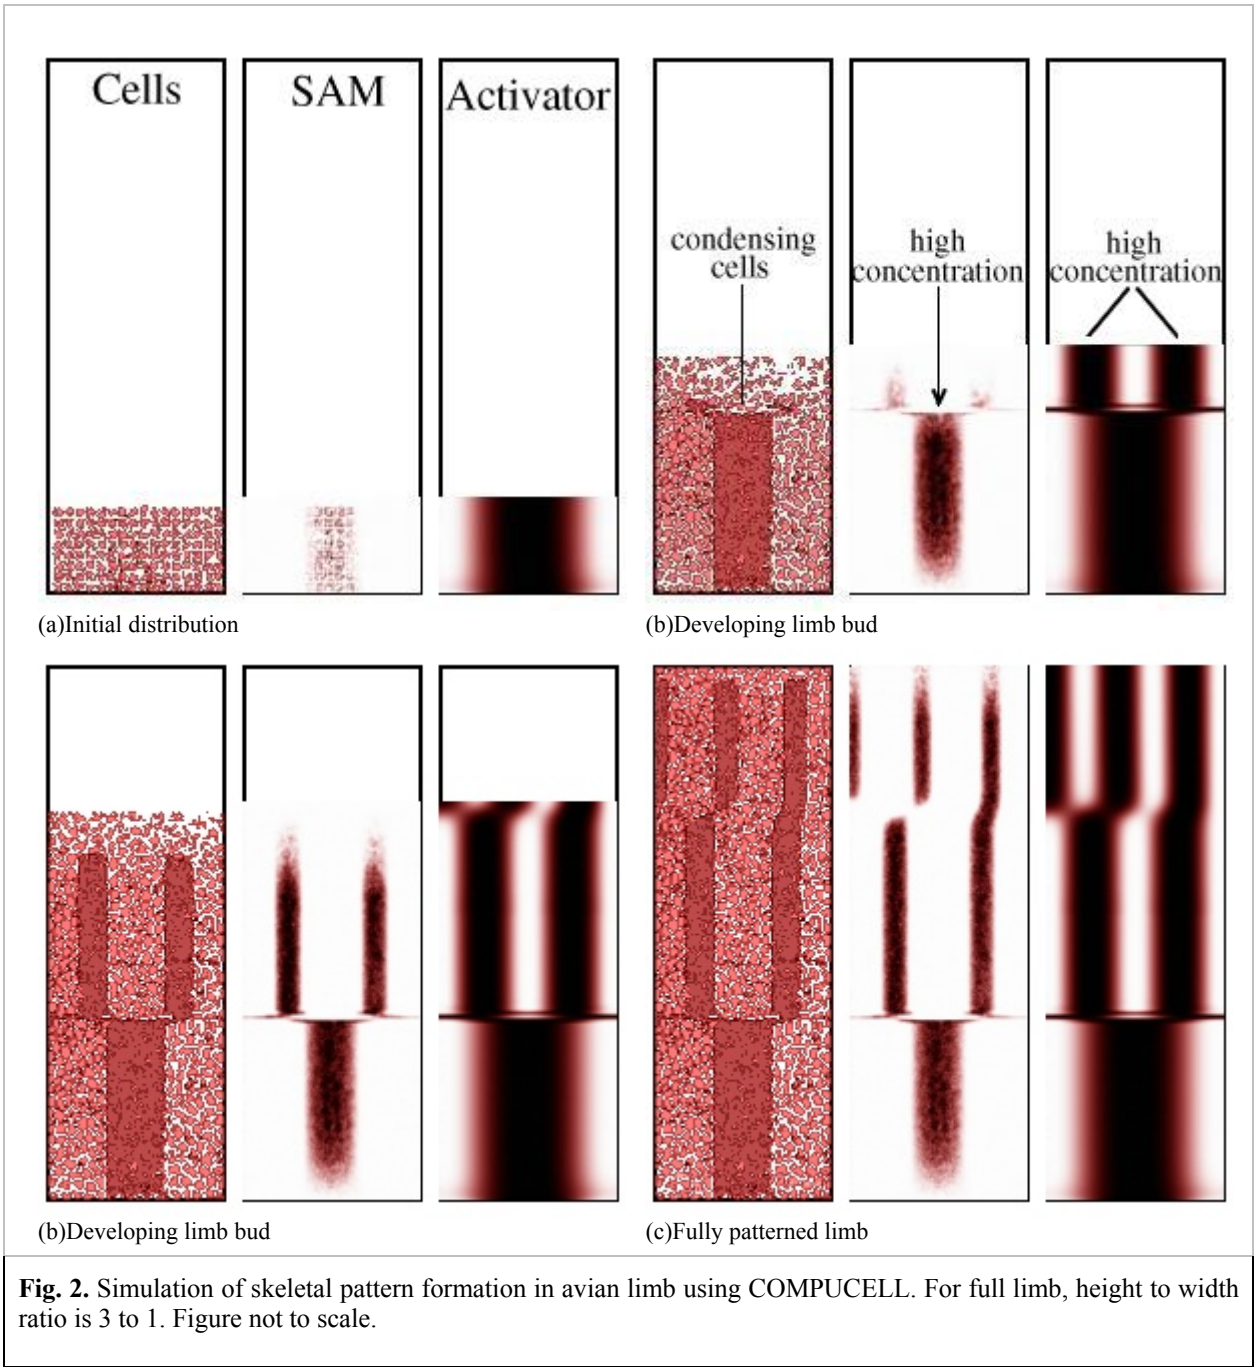 Cells
SAM
Activator
condensing
cells
high
concentration
high
concentration
(a)Initial distribution
(b)Developing limb bud
(b)Developing limb bud
(c)Fully patterned limb
Fig. 2. Simulation of skeletal pattern formation in avian limb using COMPUCELL. For full limb, height to width
ratio is 3 to 1. Figure not to scale.